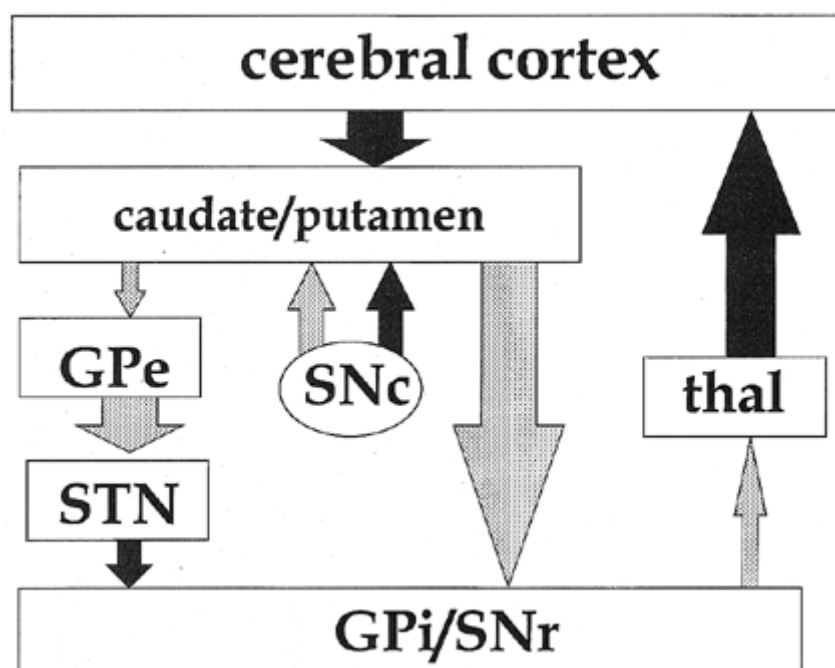 cerebral cortex
caudate/putamen
GPe
SNc
thal
STN
GPi/SNr